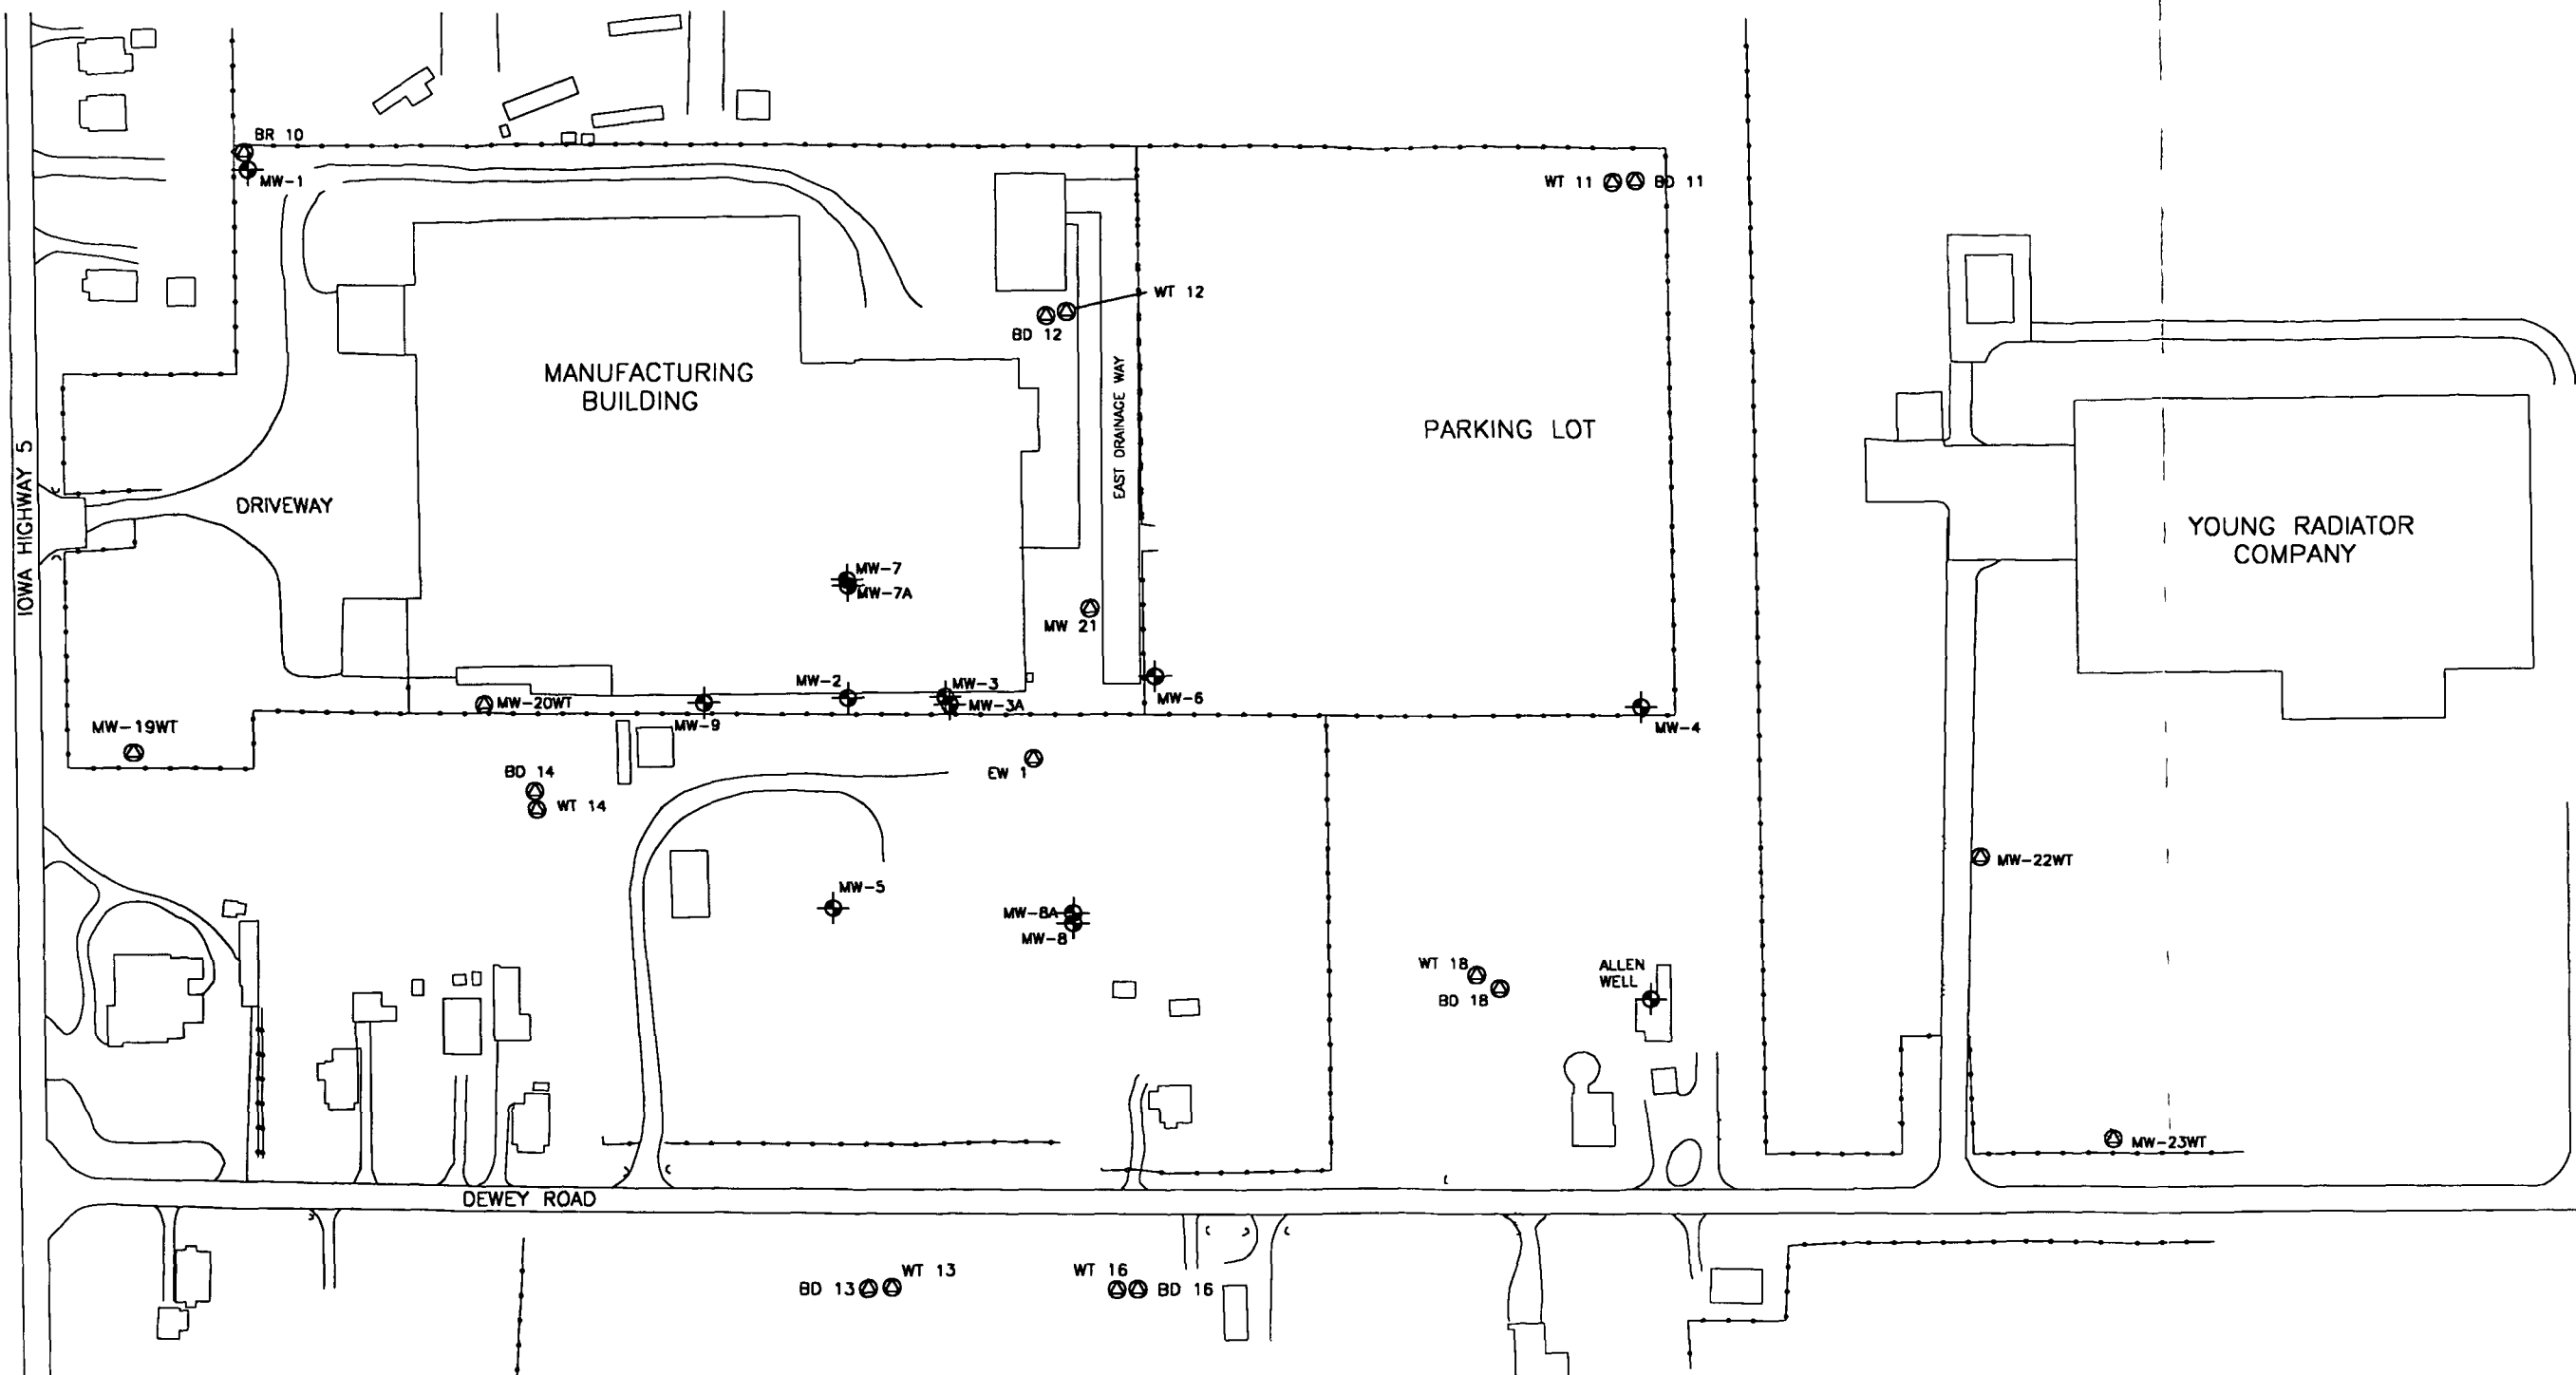 BR 10
MW-1
WT 11
BD 11
WT 12
BD 12
MANUFACTURING
BUILDING
EAST DRAINAGE WAY
PARKING LOT
IOWA HIGHWAY 5
DRIVEWAY
YOUNG RADIATOR
COMPANY
MW-7
MW-7A
MW 21
MW-2
MW-3
MW-3A
MW-6
MW-20WT
MW-9
MW-4
MW-19WT
EW 1
BD 14
WT 14
MW-22WT
MW-5
MW-8A
MW-8
WT 18
BD 18
ALLEN
WELL
MW-23WT
DEWEY ROAD
BD 13
WT 13
WT 16
BD 16